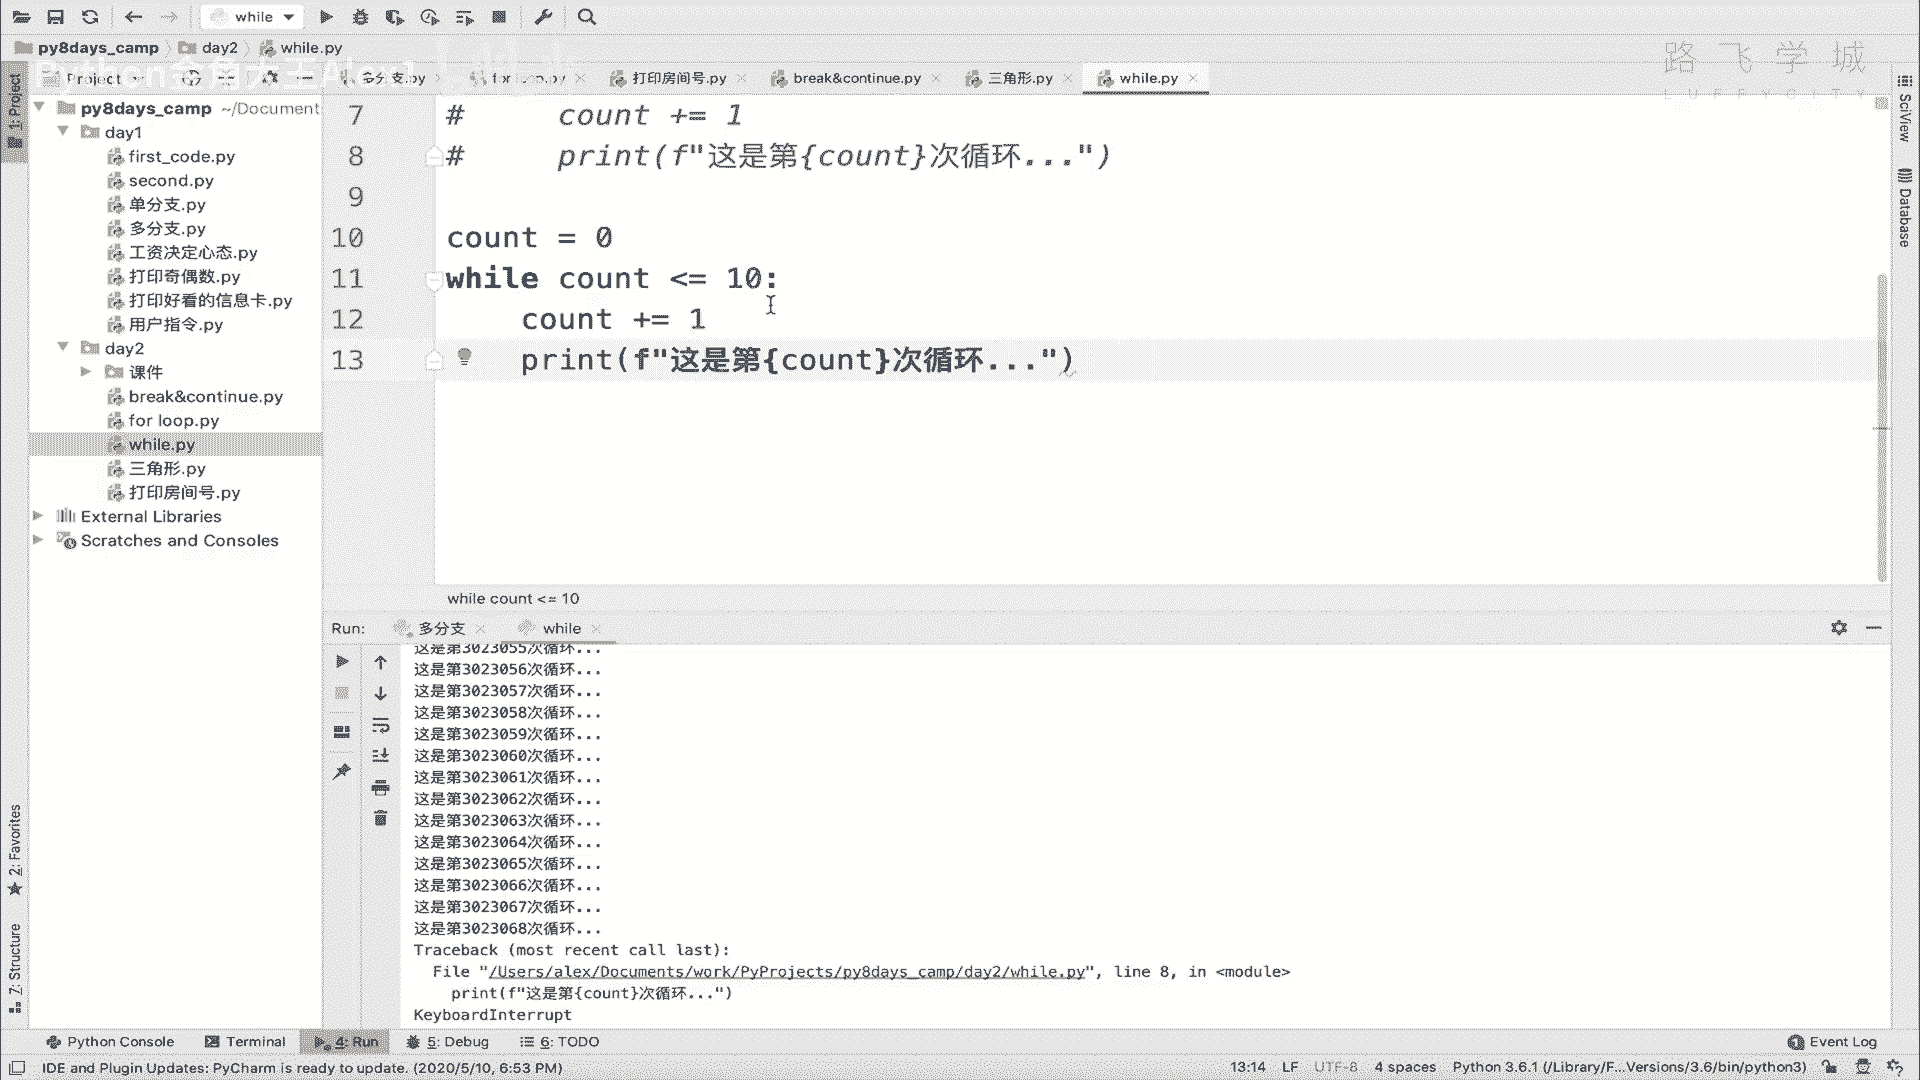 while
py8days_camp day2 while.py
路飞学城
LUFFYCITY
Python金角大王Alex1
Project 多分支.py for loop.py 打印房间号.py break&continue.py 三角形.py while.py
1: Project
py8days_camp ~/Document
day1
first_code.py
second.py
单分支.py
多分支.py
工资决定心态.py
打印奇偶数.py
打印好看的信息卡.py
用户指令.py
day2
课件
break&continue.py
for loop.py
while.py
三角形.py
打印房间号.py
External Libraries
Scratches and Consoles
7 # count += 1
8 # print(f"这是第{count}次循环...")
9
10 count = 0
11 while count <= 10:
12 count += 1
13 print(f"这是第{count}次循环...")
while count <= 10
SciView
Database
Run: 多分支 while
这是第3023055次循环...
这是第3023056次循环...
这是第3023057次循环...
这是第3023058次循环...
这是第3023059次循环...
这是第3023060次循环...
这是第3023061次循环...
这是第3023062次循环...
这是第3023063次循环...
这是第3023064次循环...
这是第3023065次循环...
这是第3023066次循环...
这是第3023067次循环...
这是第3023068次循环...
Traceback (most recent call last):
File "/Users/alex/Documents/work/PyProjects/py8days_camp/day2/while.py", line 8, in <module>
print(f"这是第{count}次循环...")
KeyboardInterrupt
2: Favorites
7: Structure
Python Console Terminal 4: Run 5: Debug 6: TODO Event Log
IDE and Plugin Updates: PyCharm is ready to update. (2020/5/10, 6:53 PM) 13:14 LF UTF-8 4 spaces Python 3.6.1 (/Library/F...Versions/3.6/bin/python3)